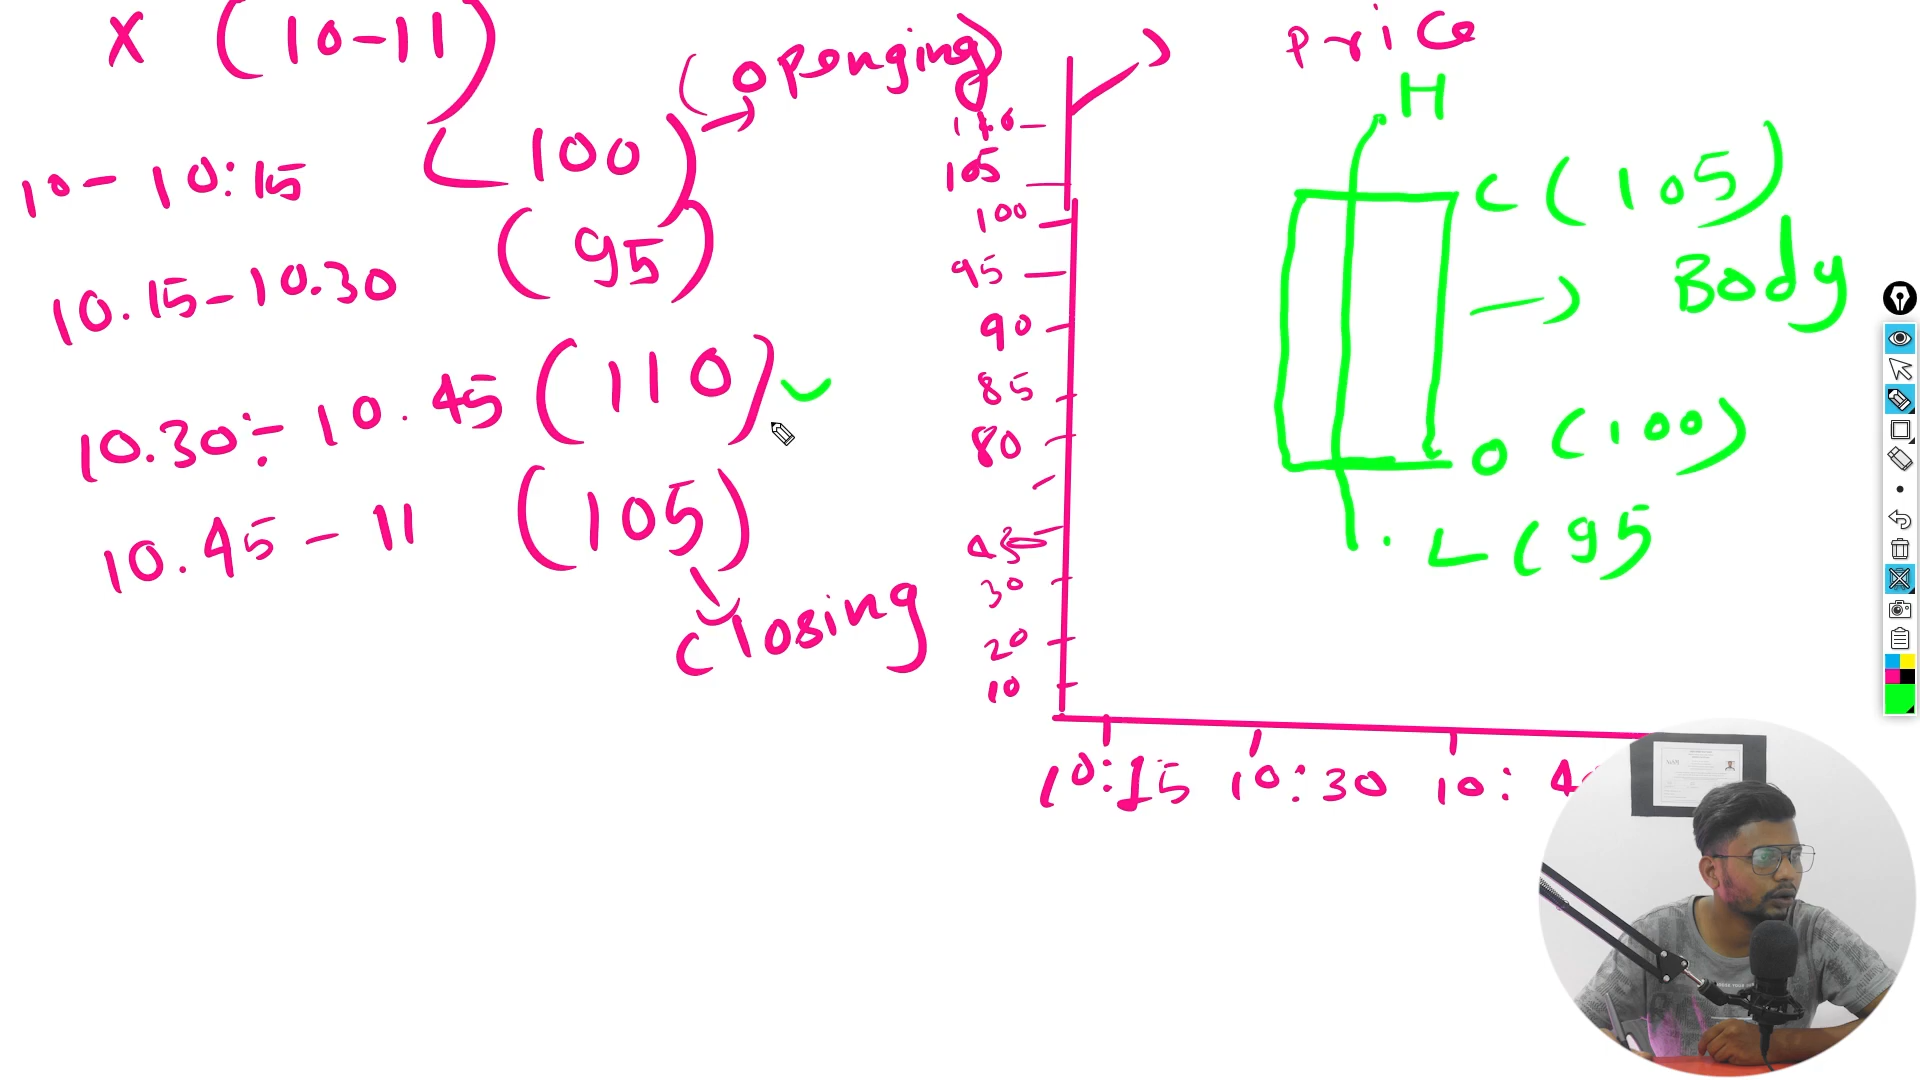 X (10-11)
(openging)
10- 10:15 (100)
10.15-10.30 (95)
10.30 - 10.45 (110)
10.45 - 11 (105)
closing
price
110
105
100
95
90
85
80
30
20
10
10:15 10:30 10:
H
C (105)
Body
O (100)
L (95